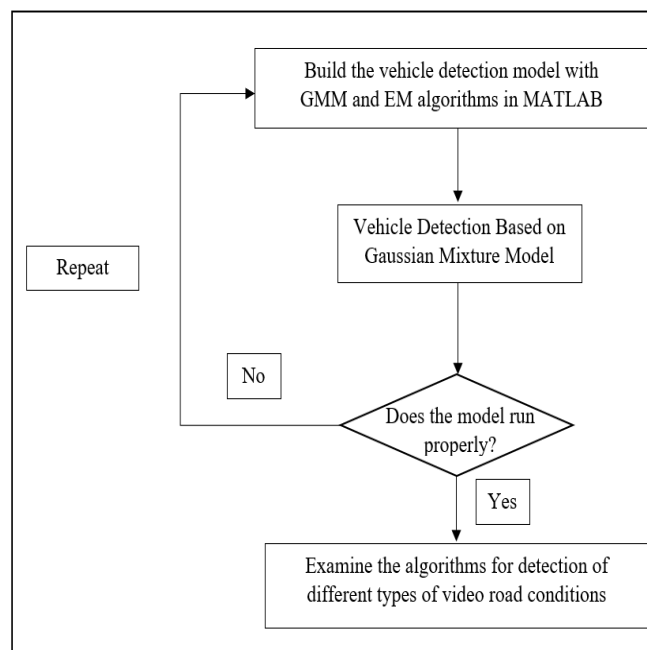 Build the vehicle detection model with
GMM and EM algorithms in MATLAB
Vehicle Detection Based on
Gaussian Mixture Model
Repeat
No
Does the model run
properly?
Yes
Examine the algorithms for detection of
different types of video road conditions